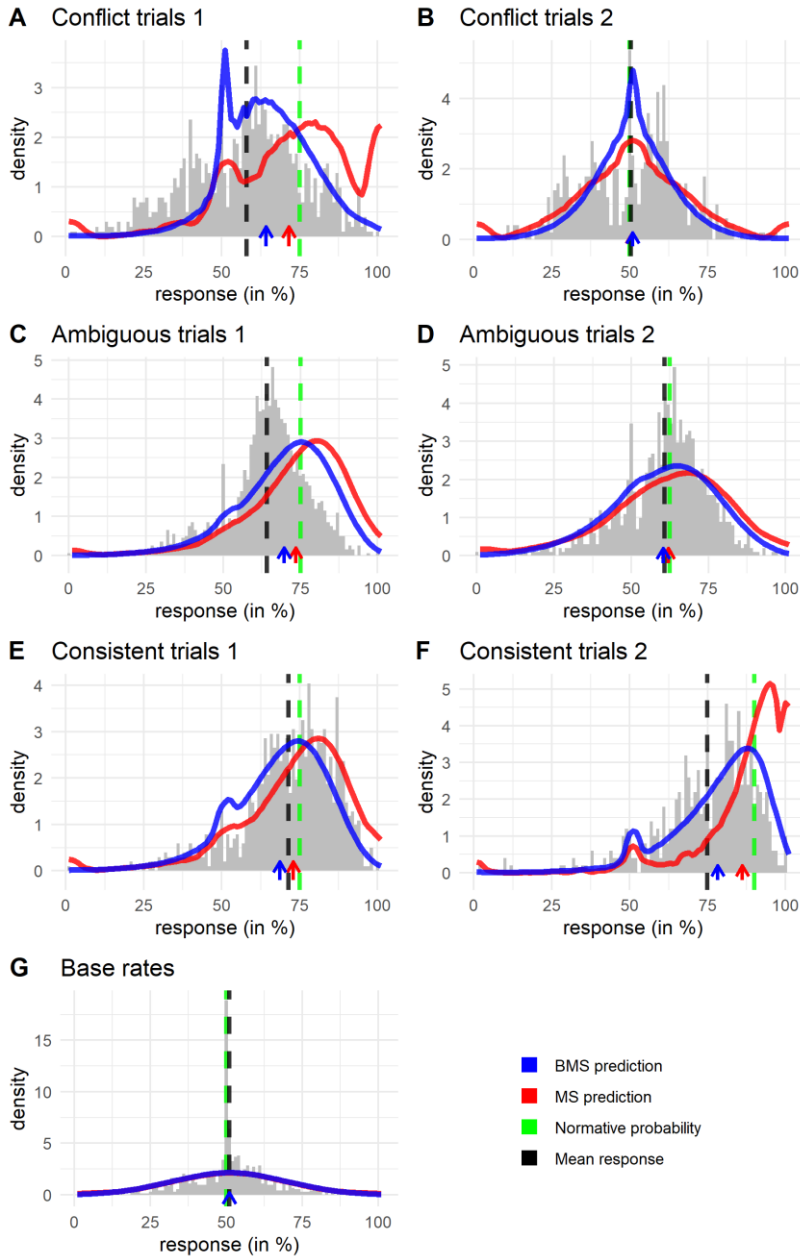 A Conflict trials 1
density
3
2
1
0
0 25 50 75 100
response (in %)
B Conflict trials 2
density
4
2
0
0 25 50 75 100
response (in %)
C Ambiguous trials 1
density
5
4
3
2
1
0
0 25 50 75 100
response (in %)
D Ambiguous trials 2
density
5
4
3
2
1
0
0 25 50 75 100
response (in %)
E Consistent trials 1
density
4
3
2
1
0
0 25 50 75 100
response (in %)
F Consistent trials 2
density
5
4
3
2
1
0
0 25 50 75 100
response (in %)
G Base rates
density
15
10
5
0
0 25 50 75 100
response (in %)
BMS prediction
MS prediction
Normative probability
Mean response